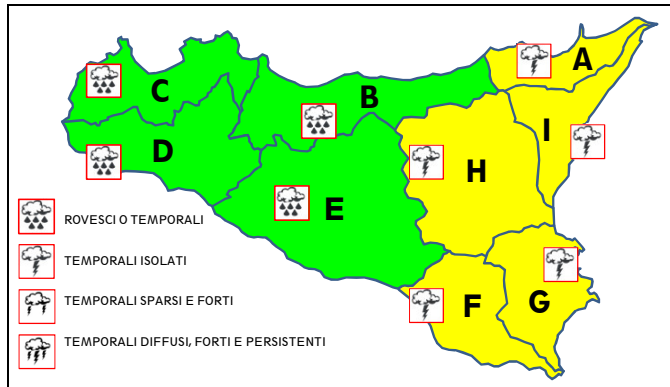 A
C
B
I
D
H
E
ROVESCI O TEMPORALI
TEMPORALI ISOLATI
F
G
TEMPORALI SPARSI E FORTI
TEMPORALI DIFFUSI, FORTI E PERSISTENTI